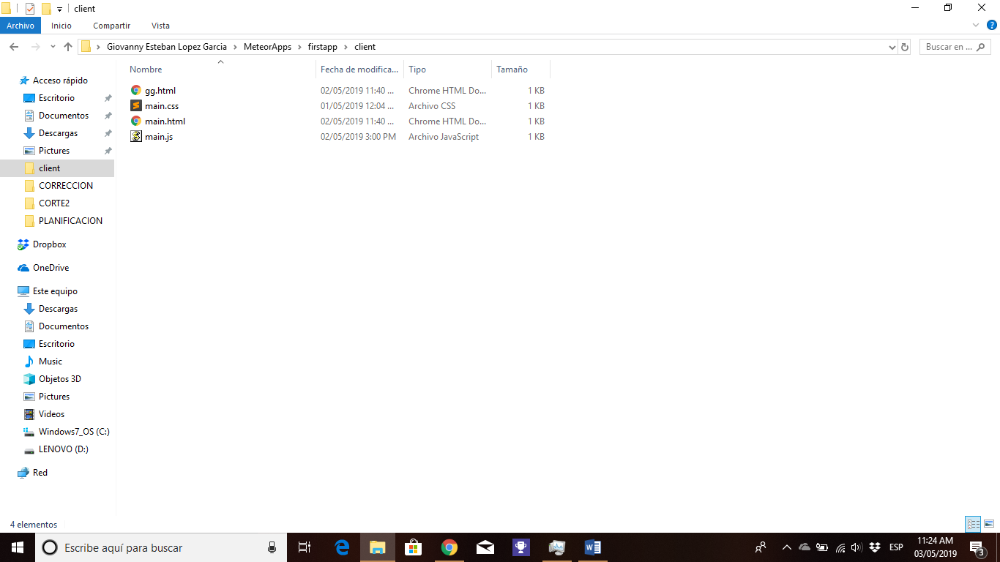 client
Archivo Inicio Compartir Vista
Giovanny Esteban Lopez Garcia > MeteorApps > firstapp > client
Buscar en ...
Nombre Fecha de modifica... Tipo Tamaño
gg.html 02/05/2019 11:40 ... Chrome HTML Do... 1 KB
main.css 01/05/2019 12:04 ... Archivo CSS 1 KB
main.html 02/05/2019 11:40 ... Chrome HTML Do... 1 KB
main.js 02/05/2019 3:00 PM Archivo JavaScript 1 KB
Acceso rápido
Escritorio
Documentos
Descargas
Pictures
client
CORRECCION
CORTE2
PLANIFICACION
Dropbox
OneDrive
Este equipo
Descargas
Documentos
Escritorio
Music
Objetos 3D
Pictures
Videos
Windows7_OS (C:)
LENOVO (D:)
Red
4 elementos
Escribe aquí para buscar
ESP
11:24 AM
03/05/2019
3